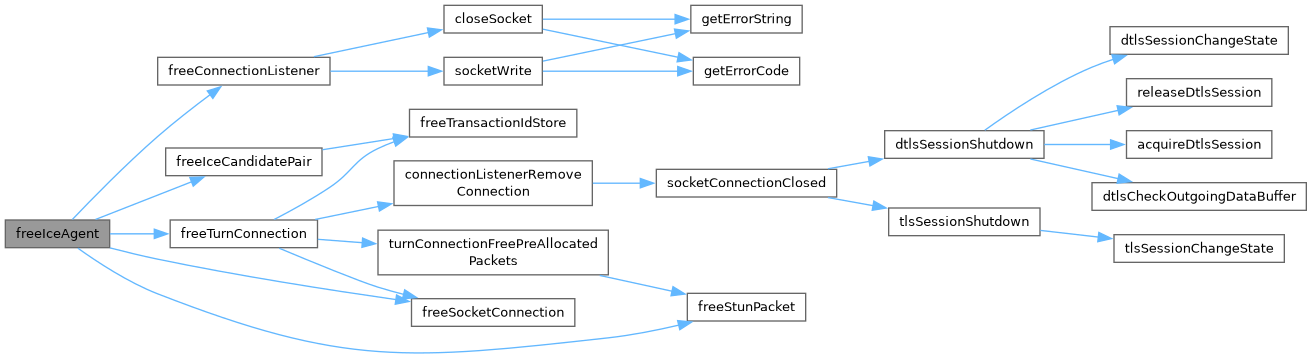 freeIceAgent
freeConnectionListener
freeIceCandidatePair
freeTurnConnection
closeSocket
socketWrite
freeTransactionIdStore
connectionListenerRemove
Connection
turnConnectionFreePreAllocated
Packets
freeSocketConnection
getErrorString
getErrorCode
socketConnectionClosed
freeStunPacket
dtlsSessionShutdown
tlsSessionShutdown
dtlsSessionChangeState
releaseDtlsSession
acquireDtlsSession
dtlsCheckOutgoingDataBuffer
tlsSessionChangeState